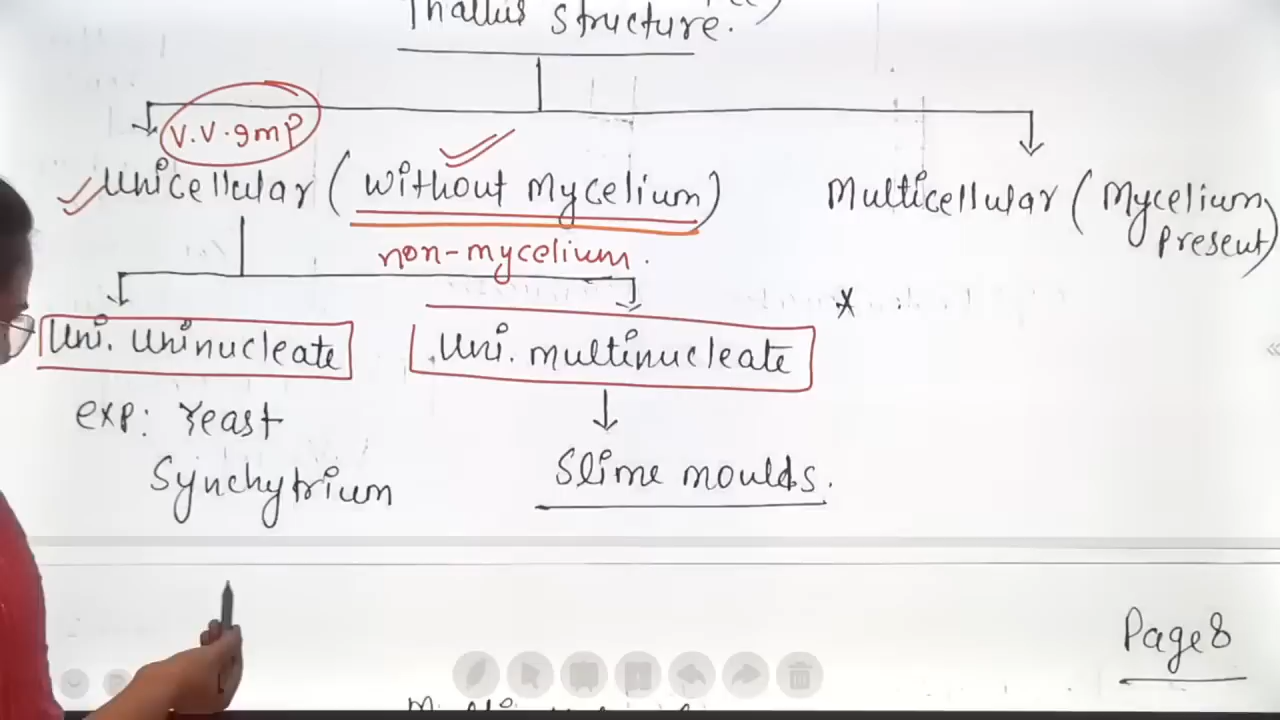 Thallus structure.
V.V.gmp
Unicellular (without Mycelium)
Multicellular (Mycelium Present)
non-mycelium.
*
Uni. Uninucleate
Uni. multinucleate
exp: Yeast
Synchytrium
Slime moulds.
Page 8